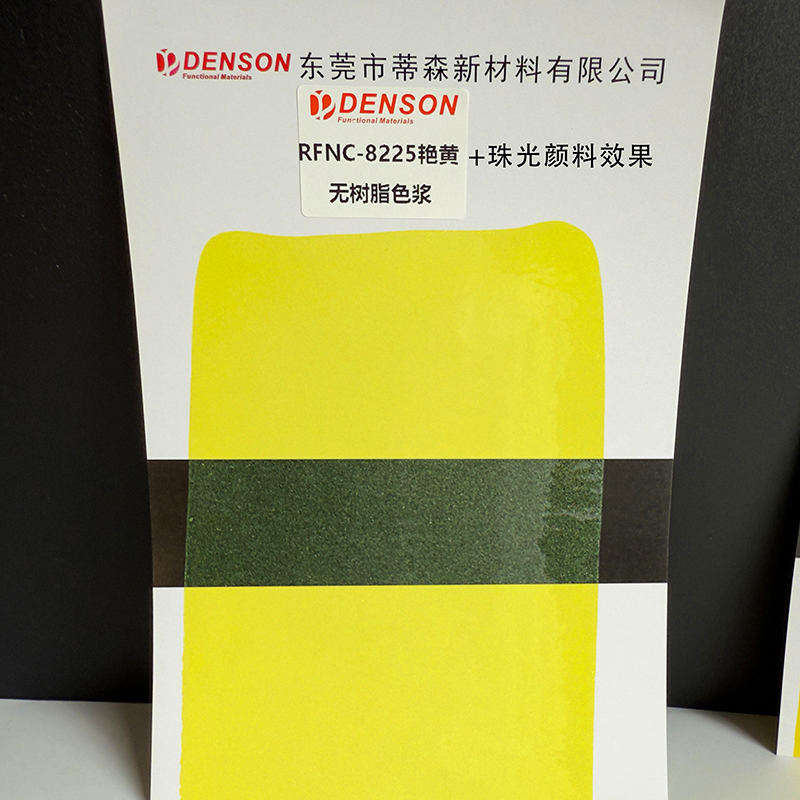 DENSON 东莞市蒂森新材料有限公司
Functional Materials
DENSON
Functional Materials
RFNC-8225艳黄+珠光颜料效果
无树脂色浆